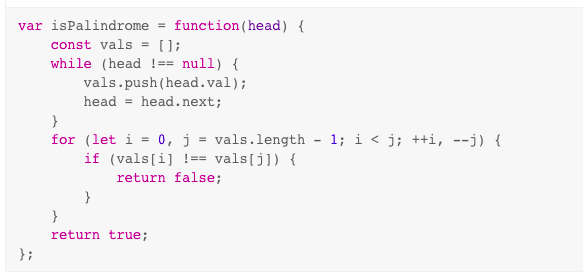 var isPalindrome = function(head) {
    const vals = [];
    while (head !== null) {
        vals.push(head.val);
        head = head.next;
    }
    for (let i = 0, j = vals.length - 1; i < j; ++i, --j) {
        if (vals[i] !== vals[j]) {
            return false;
        }
    }
    return true;
};